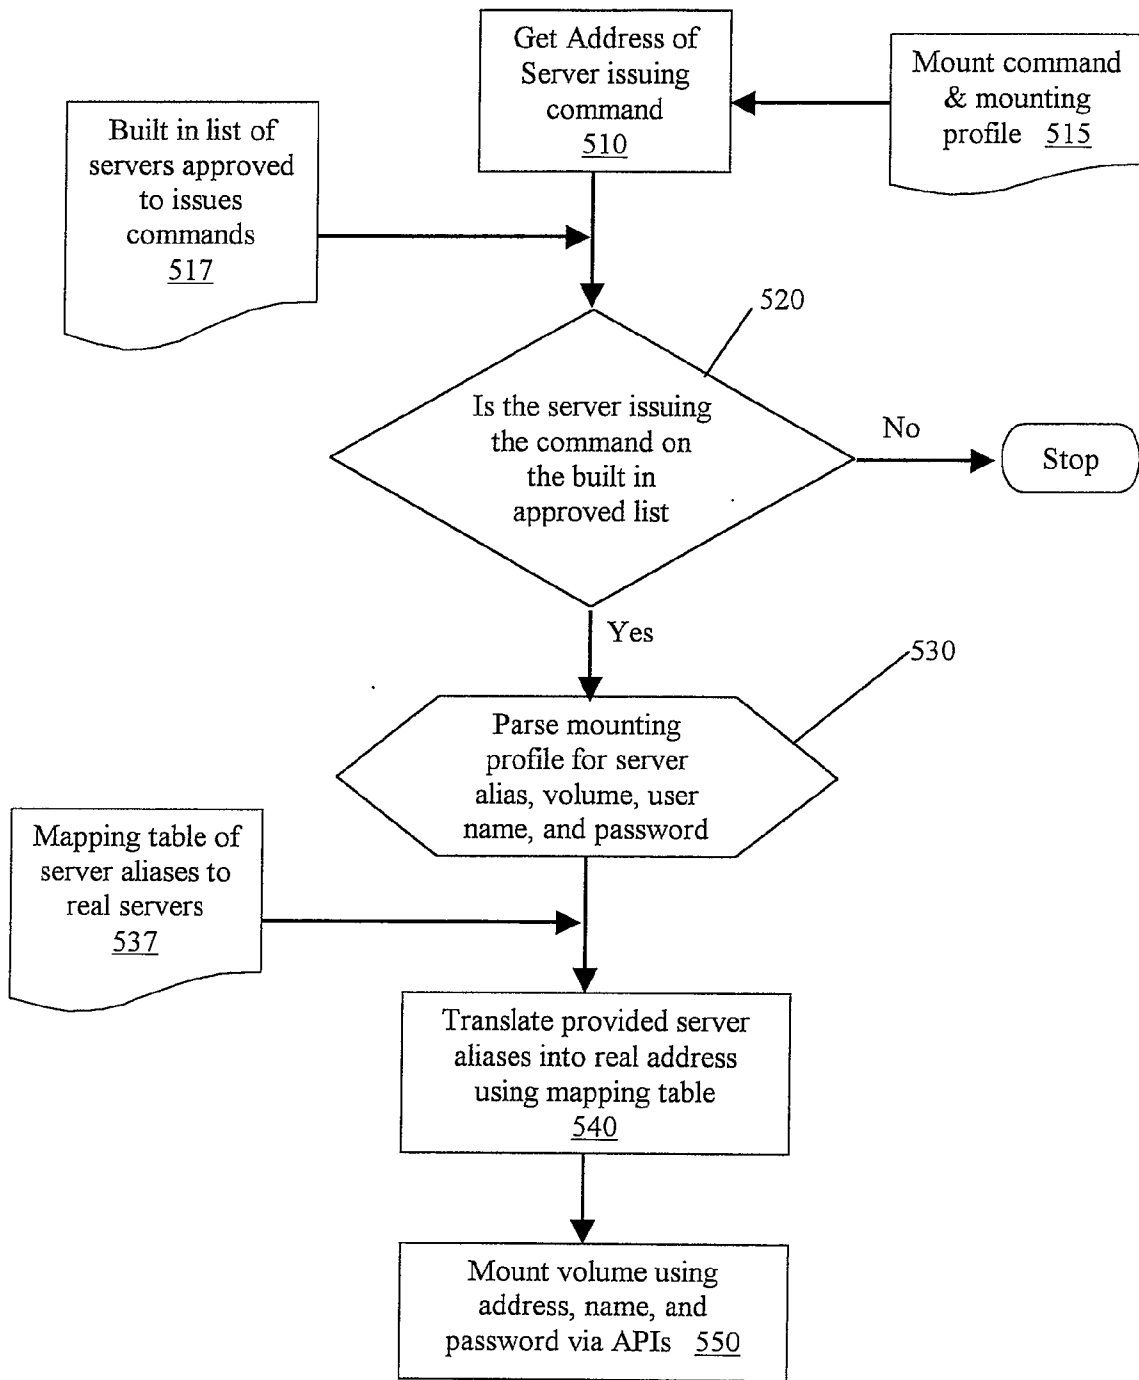 Get Address of
Server issuing
command
510
Mount command
& mounting
profile 515
Built in list of
servers approved
to issues
commands
517
520
Is the server issuing
the command on
the built in
approved list
No
Stop
Yes
530
Parse mounting
profile for server
alias, volume, user
name, and password
Mapping table of
server aliases to
real servers
537
Translate provided server
aliases into real address
using mapping table
540
Mount volume using
address, name, and
password via APIs 550